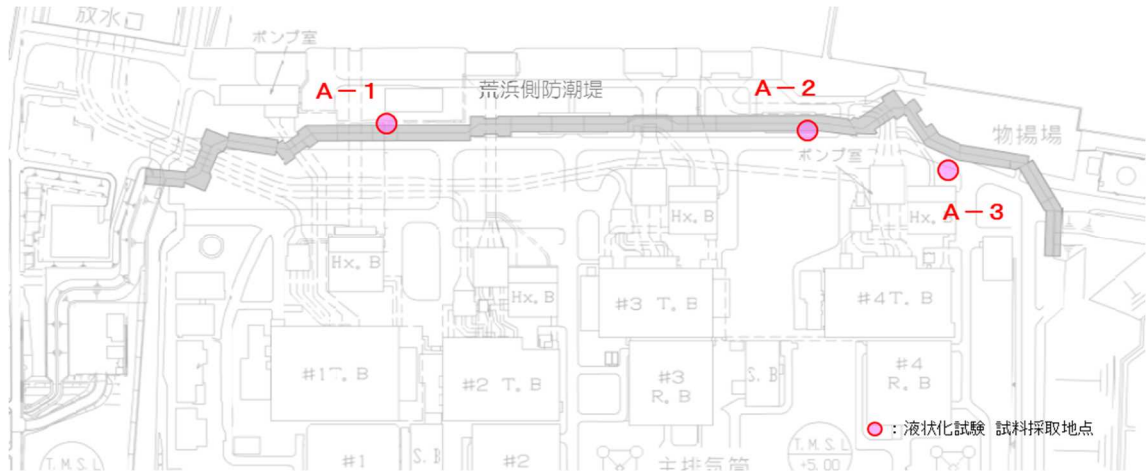 放水口
ポンプ室
A－1
荒浜側防潮堤
A－2
物揚場
ポンプ室
A－3
Hx. B
Hx.
Hx. B
Hx. B
#3 T. B
#4 T. B
#1 T. B
#2 T. B
#3
R. B
S. B
#4
R. B
：液状化試験 試料採取地点
T. M. S. L
#1
S. B
#2
主排気筒
T. M. S. L
+5.00